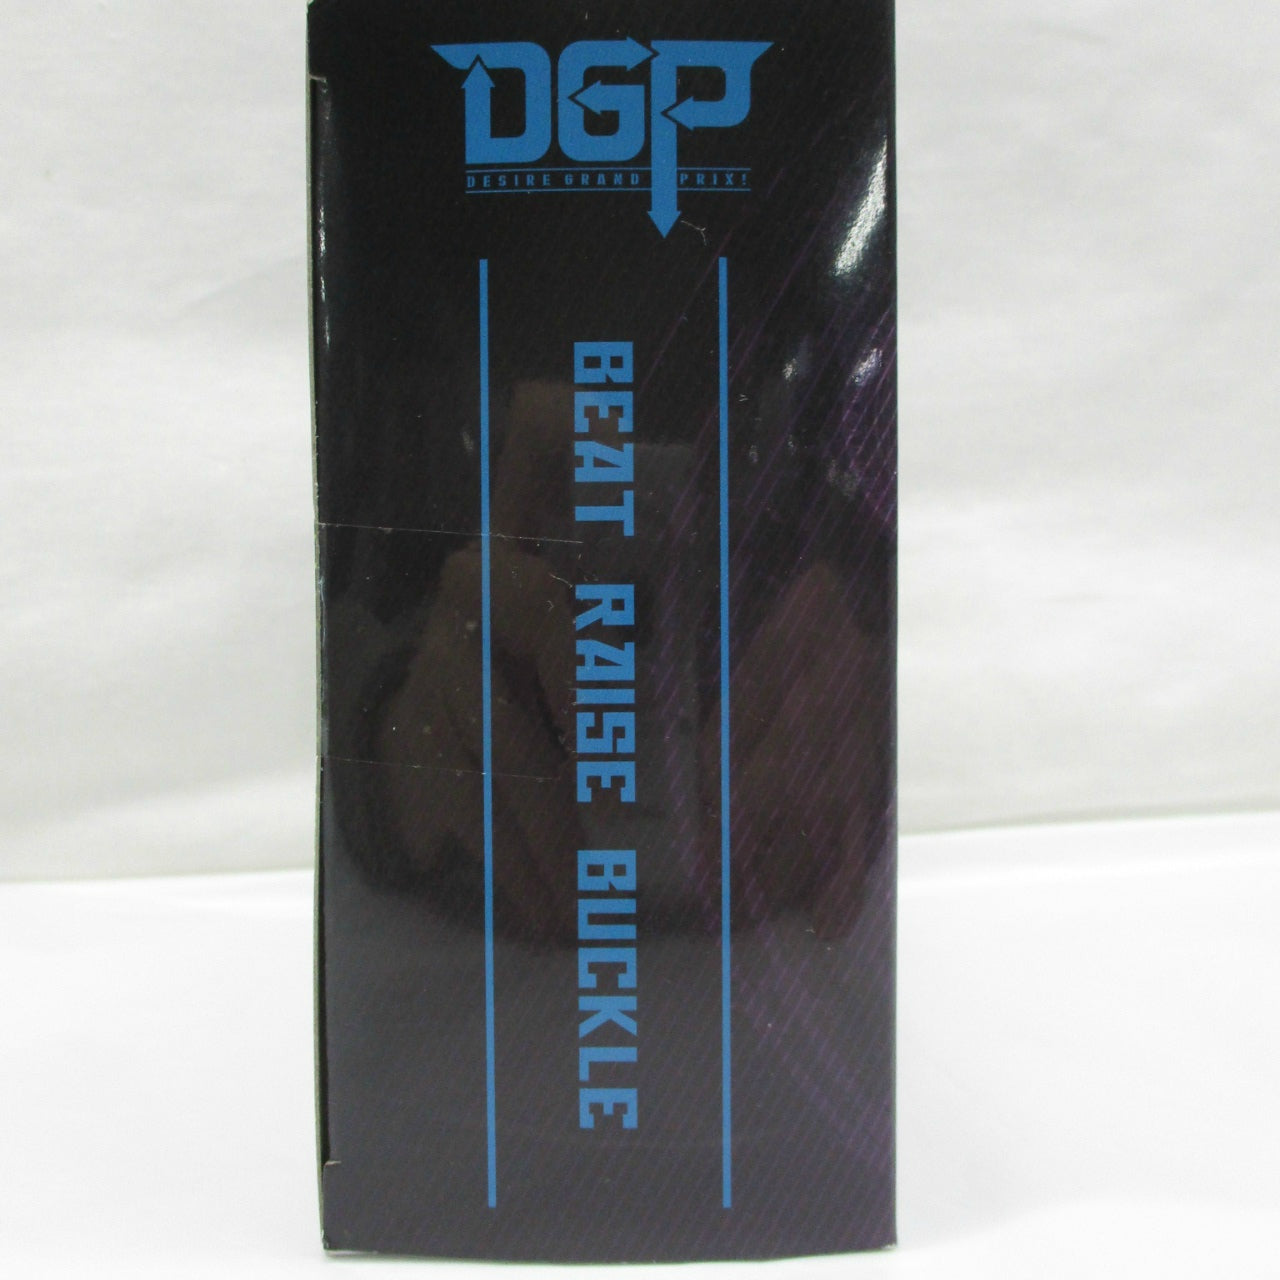 DGP
DESIRE GRAND PRIX!
BEAT RAISE BUCKLE